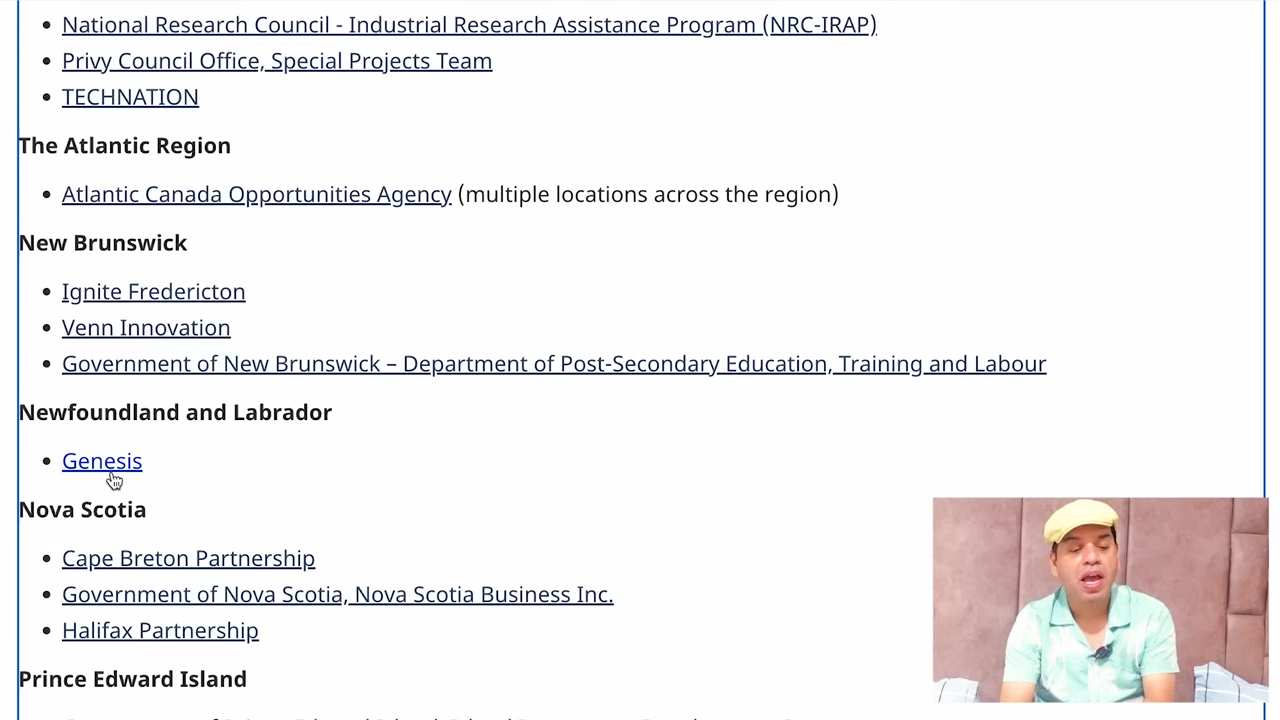 National Research Council - Industrial Research Assistance Program (NRC-IRAP)
Privy Council Office, Special Projects Team
TECHNATION
The Atlantic Region
Atlantic Canada Opportunities Agency (multiple locations across the region)
New Brunswick
Ignite Fredericton
Venn Innovation
Government of New Brunswick – Department of Post-Secondary Education, Training and Labour
Newfoundland and Labrador
Genesis
Nova Scotia
Cape Breton Partnership
Government of Nova Scotia, Nova Scotia Business Inc.
Halifax Partnership
Prince Edward Island